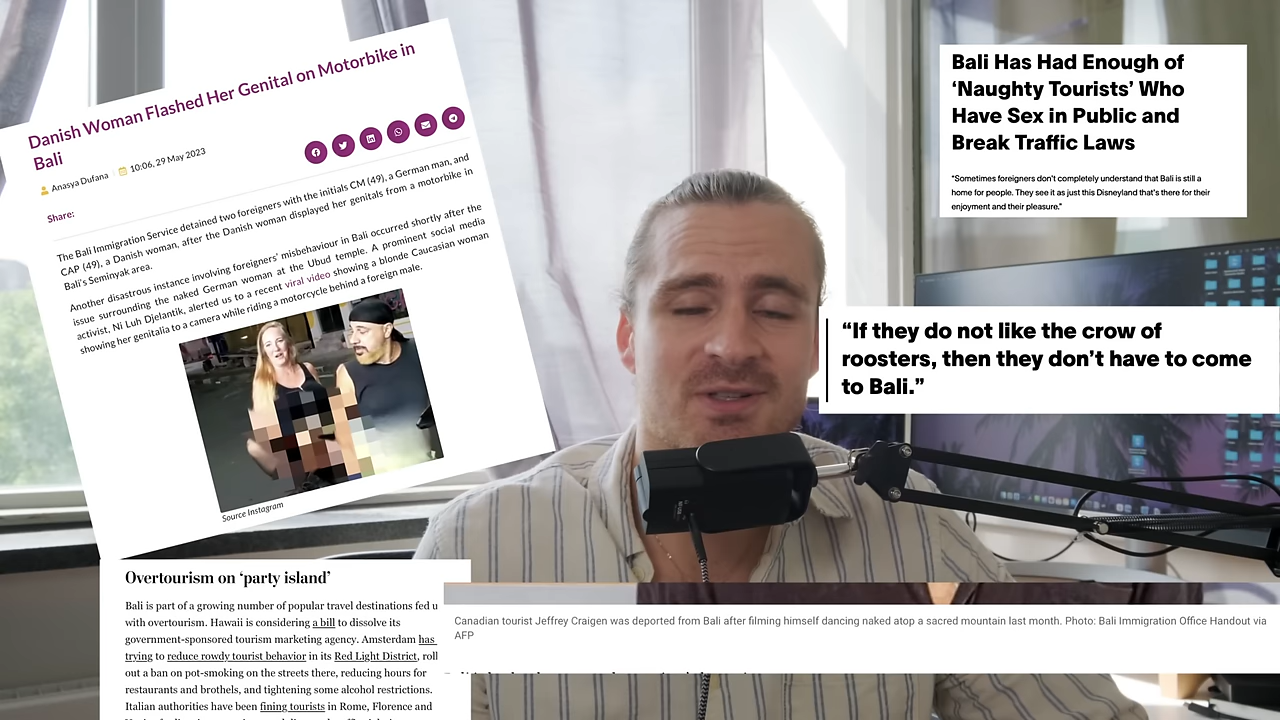 Danish Woman Flashed Her Genital on Motorbike in
Bali
Anasya Dufana 10:06, 29 May 2023
Share:
The Bali Immigration Service detained two foreigners with the initials CM (49), a German man, and
CAP (49), a Danish woman, after the Danish woman displayed her genitals from a motorbike in
Bali's Seminyak area.
Another disastrous instance involving foreigners' misbehaviour in Bali occurred shortly after the
issue surrounding the naked German woman at the Ubud temple. A prominent social media
activist, Ni Luh Djelantik, alerted us to a recent viral video showing a blonde Caucasian woman
showing her genitalia to a camera while riding a motorcycle behind a foreign male.
Source Instagram
Bali Has Had Enough of
‘Naughty Tourists’ Who
Have Sex in Public and
Break Traffic Laws
“Sometimes foreigners don't completely understand that Bali is still a
home for people. They see it as just this Disneyland that's there for their
enjoyment and their pleasure.”
“If they do not like the crow of
roosters, then they don’t have to come
to Bali.”
Overtourism on ‘party island’
Bali is part of a growing number of popular travel destinations fed u
with overtourism. Hawaii is considering a bill to dissolve its
government-sponsored tourism marketing agency. Amsterdam has
trying to reduce rowdy tourist behavior in its Red Light District, roll
out a ban on pot-smoking on the streets there, reducing hours for
restaurants and brothels, and tightening some alcohol restrictions.
Italian authorities have been fining tourists in Rome, Florence and
Canadian tourist Jeffrey Craigen was deported from Bali after filming himself dancing naked atop a sacred mountain last month. Photo: Bali Immigration Office Handout via
AFP